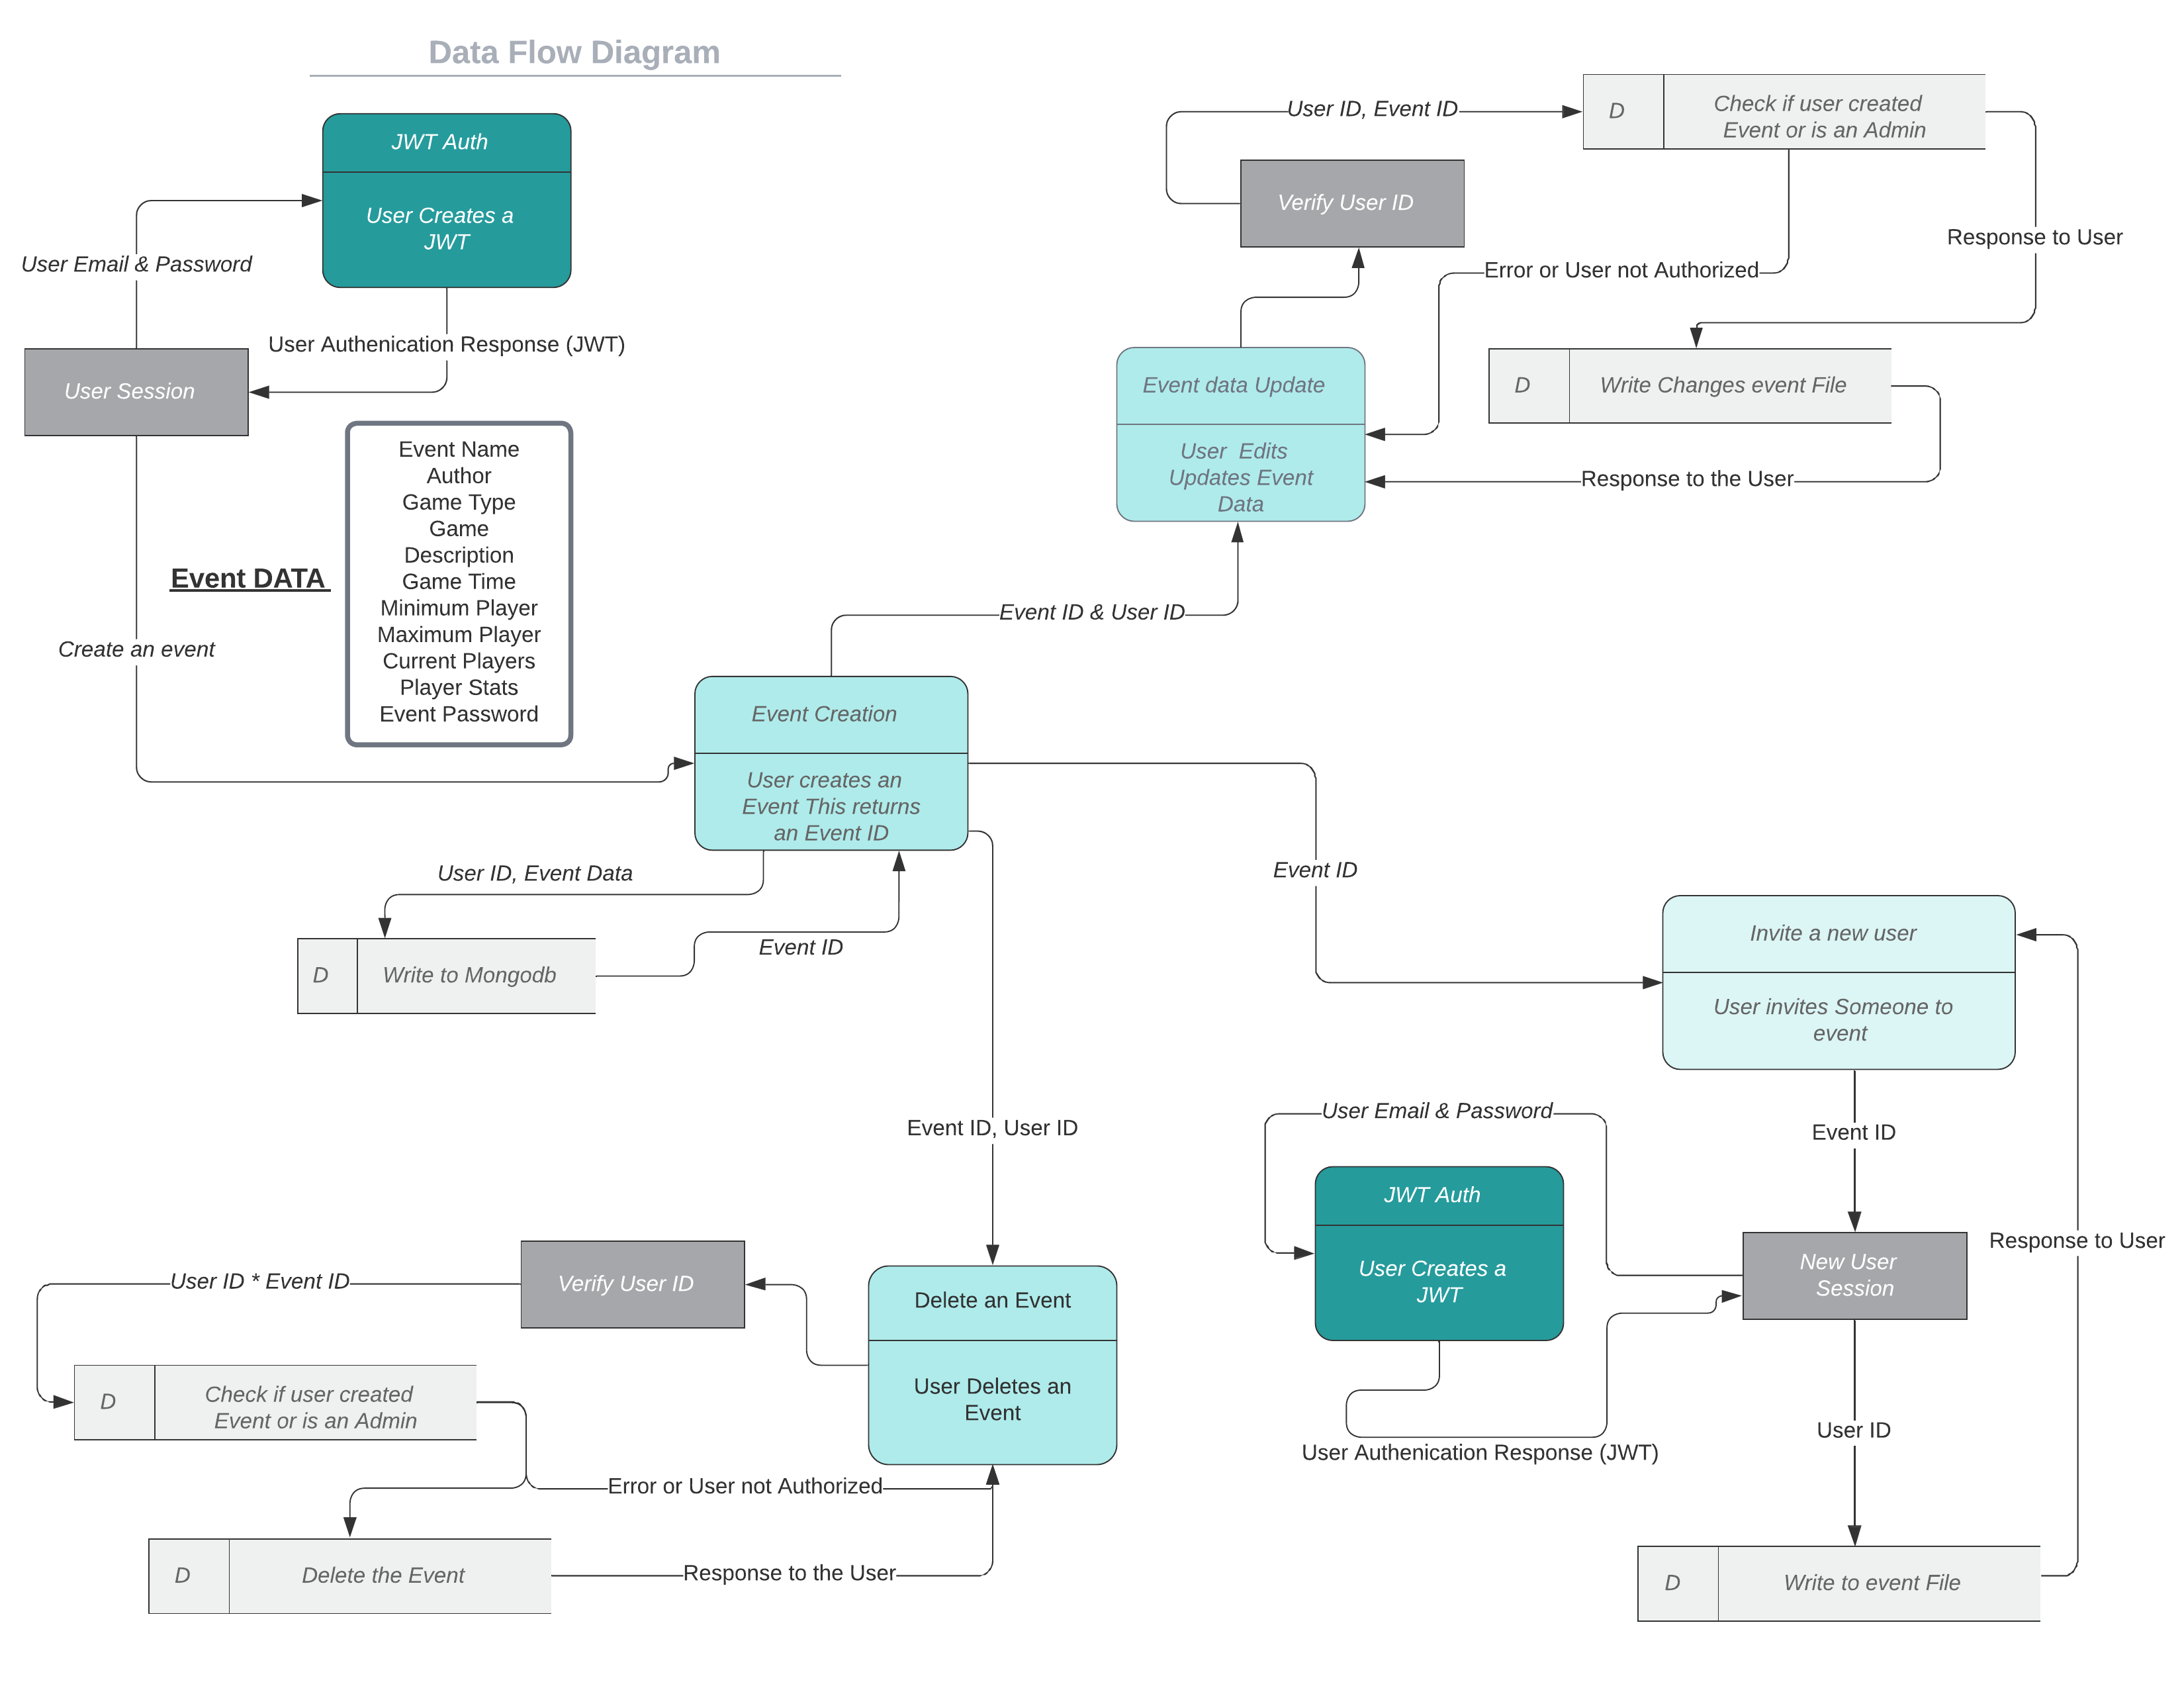 Data Flow Diagram
JWT Auth
User Creates a
JWT
User Email & Password
User Authenication Response (JWT)
User Session
Event Name
Author
Game Type
Game
Description
Game Time
Minimum Player
Maximum Player
Current Players
Player Stats
Event Password
Event DATA
Create an event
User ID, Event ID
D
Check if user created
Event or is an Admin
Verify User ID
Response to User
Error or User not Authorized
Event data Update
User Edits
Updates Event
Data
D
Write Changes event File
Response to the User
Event ID & User ID
Event Creation
User creates an
Event This returns
an Event ID
User ID, Event Data
Event ID
D
Write to Mongodb
Event ID
Invite a new user
User invites Someone to
event
Event ID, User ID
User Email & Password
Event ID
JWT Auth
User Creates a
JWT
New User
Session
Response to User
User Authenication Response (JWT)
User ID
D
Write to event File
User ID * Event ID
Verify User ID
Delete an Event
User Deletes an
Event
D
Check if user created
Event or is an Admin
Error or User not Authorized
D
Delete the Event
Response to the User